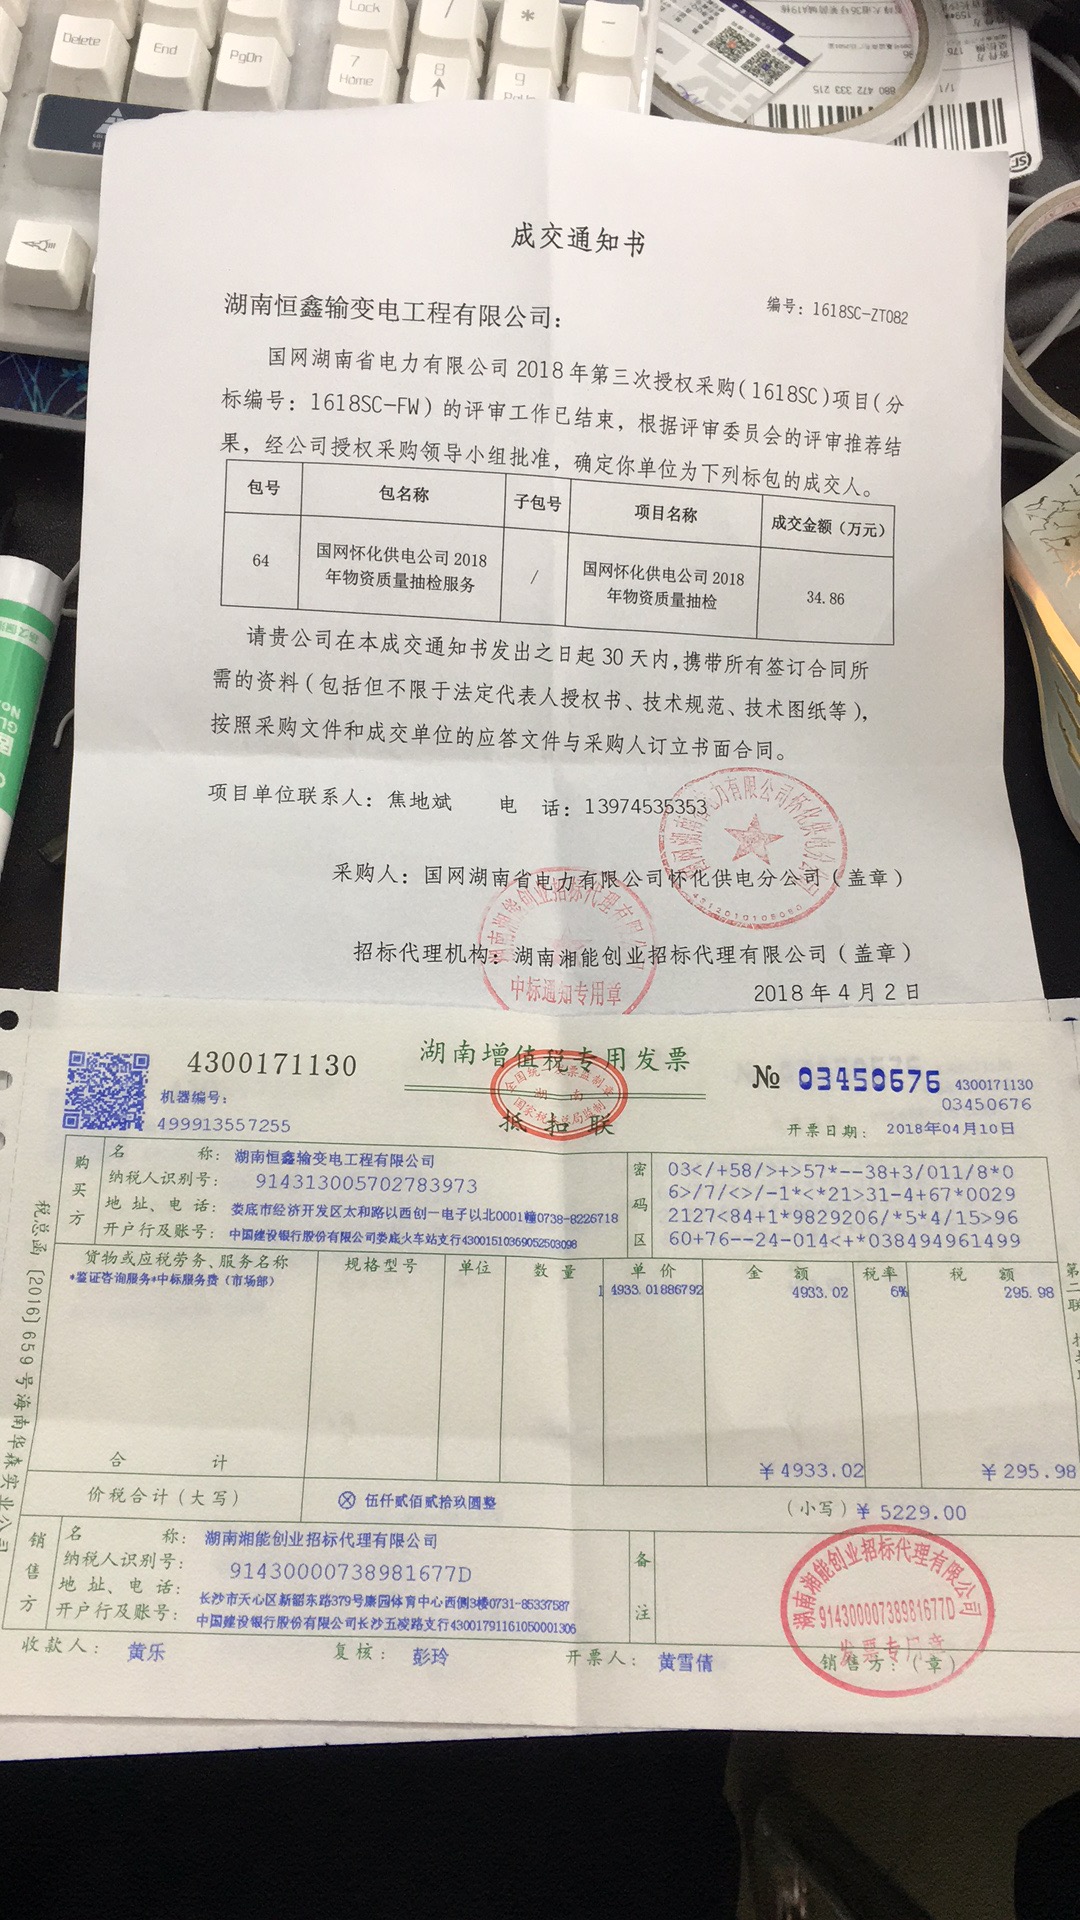 Delete
End
PgDn
Lock
7
Home
8
9
/
*
-
880 472 333 215
1/1
SF
成交通知书
编号：1618SC-ZT082
湖南恒鑫输变电工程有限公司：
国网湖南省电力有限公司 2018 年第三次授权采购(1618SC)项目(分
标编号：1618SC-FW) 的评审工作已结束，根据评审委员会的评审推荐结
果，经公司授权采购领导小组批准，确定你单位为下列标包的成交人。
包号 包名称 子包号 项目名称 成交金额（万元）
64 国网怀化供电公司 2018 / 国网怀化供电公司 2018 34.86
年物资质量抽检服务 年物资质量抽检
请贵公司在本成交通知书发出之日起 30 天内,携带所有签订合同所
需的资料(包括但不限于法定代表人授权书、技术规范、技术图纸等)，
按照采购文件和成交单位的应答文件与采购人订立书面合同。
项目单位联系人：焦地斌 电 话：13974535353
采购人：国网湖南省电力有限公司怀化供电分公司（盖章）
招标代理机构：湖南湘能创业招标代理有限公司（盖章）
中标通知专用章
2018 年 4 月 2 日
4300171130
湖南增值税专用发票
№ 03450676
4300171130
03450676
机器编号：
499913557255
全国统一发票监制章
湖 南
国家税务总局监制
抵扣联
开票日期： 2018年04月10日
购买方
名 称：湖南恒鑫输变电工程有限公司
纳税人识别号：914313005702783973
地 址、电 话：娄底市经济开发区太和路以西创一电子以北0001幢0738-8226718
开户行及账号：中国建设银行股份有限公司娄底火车站支行43001510369052503098
密码区
03</+58/>+>57*--38+3/011/8*0
6>/7/<>/-1*<*21>31-4+67*0029
2127<84+1*9829206/*5*4/15>96
60+76--24-014<+*038494961499
货物或应税劳务、服务名称 规格型号 单位 数 量 单 价 金 额 税率 税 额
*鉴证咨询服务*中标服务费（市场部） 1 4933.01886792 4933.02 6% 295.98
合 计 ￥4933.02 ￥295.98
价税合计（大写） ⊗ 伍仟贰佰贰拾玖圆整 （小写）￥5229.00
销售方
名 称：湖南湘能创业招标代理有限公司
纳税人识别号：91430000738981677D
地 址、电 话：长沙市天心区新韶东路379号康园体育中心西侧3楼0731-85337587
开户行及账号：中国建设银行股份有限公司长沙五凌路支行43001791161050001306
备注
湖南湘能创业招标代理有限公司
91430000738981677D
发票专用章
收款人：黄乐 复核：彭玲 开票人：黄雪倩 销售方：（章）
税总函〔2016〕659号海南华森实业公司
第二联